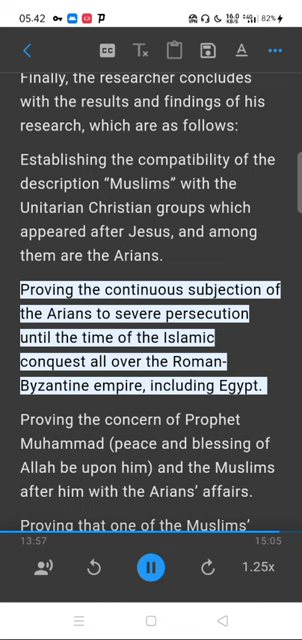 05.42
16.0
KB/S
82%
CC
A
Finally, the researcher concludes
with the results and findings of his
research, which are as follows:
Establishing the compatibility of the
description “Muslims” with the
Unitarian Christian groups which
appeared after Jesus, and among
them are the Arians.
Proving the continuous subjection of
the Arians to severe persecution
until the time of the Islamic
conquest all over the Roman-
Byzantine empire, including Egypt.
Proving the concern of Prophet
Muhammad (peace and blessing of
Allah be upon him) and the Muslims
after him with the Arians’ affairs.
Proving that one of the Muslims’
13:57
15:05
1.25x